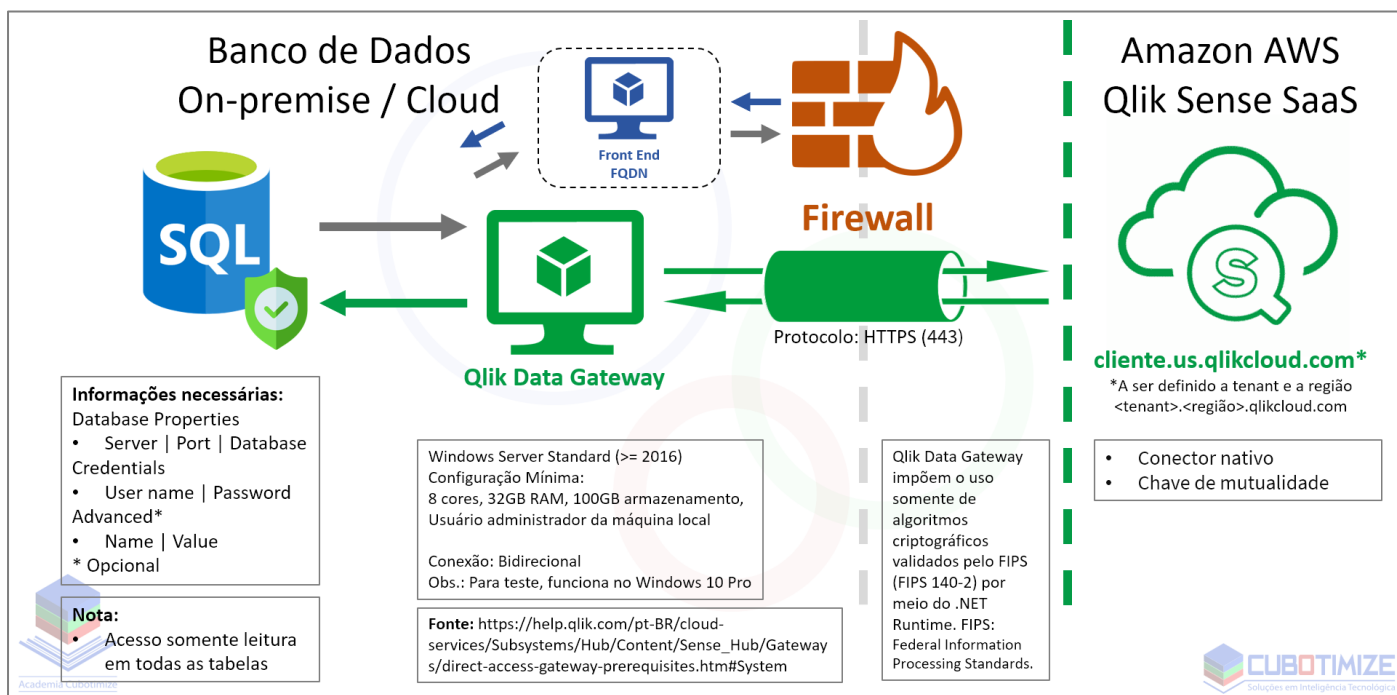 Banco de Dados
On-premise / Cloud
Amazon AWS
Qlik Sense SaaS
Front End
FQDN
SQL
Firewall
S
Protocolo: HTTPS (443)
Qlik Data Gateway
cliente.us.qlikcloud.com*
*A ser definido a tenant e a região
<tenant>.<região>.qlikcloud.com
Informações necessárias:
Database Properties
• Server | Port | Database
Credentials
• User name | Password
Advanced*
• Name | Value
* Opcional
Nota:
• Acesso somente leitura
em todas as tabelas
Windows Server Standard (>= 2016)
Configuração Mínima:
8 cores, 32GB RAM, 100GB armazenamento,
Usuário administrador da máquina local
Conexão: Bidirecional
Obs.: Para teste, funciona no Windows 10 Pro
Fonte: https://help.qlik.com/pt-BR/cloud-
services/Subsystems/Hub/Content/Sense_Hub/Gateway
s/direct-access-gateway-prerequisites.htm#System
Qlik Data Gateway
impõem o uso
somente de
algoritmos
criptográficos
validados pelo FIPS
(FIPS 140-2) por
meio do .NET
Runtime. FIPS:
Federal Information
Processing Standards.
• Conector nativo
• Chave de mutualidade
Academia Cubotimize
CUBOTIMIZE
Soluções em Inteligência Tecnológica